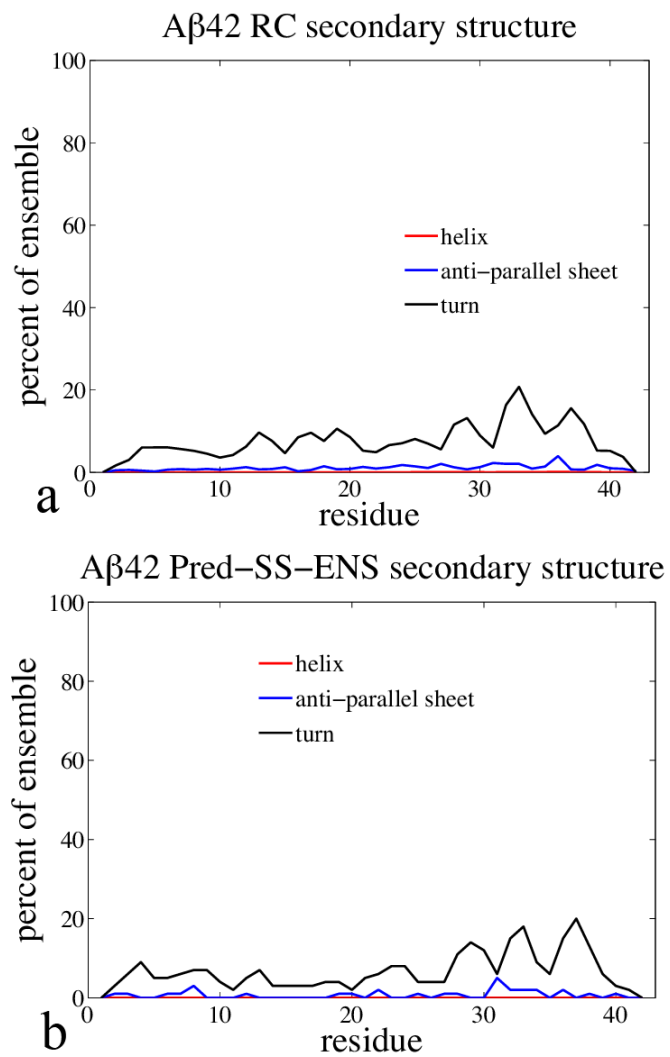 Aβ42 RC secondary structure
100
80
60
40
20
0
percent of ensemble
helix
anti−parallel sheet
turn
0 10 20 30 40
residue
a
Aβ42 Pred−SS−ENS secondary structure
100
80
60
40
20
0
percent of ensemble
helix
anti−parallel sheet
turn
0 10 20 30 40
residue
b